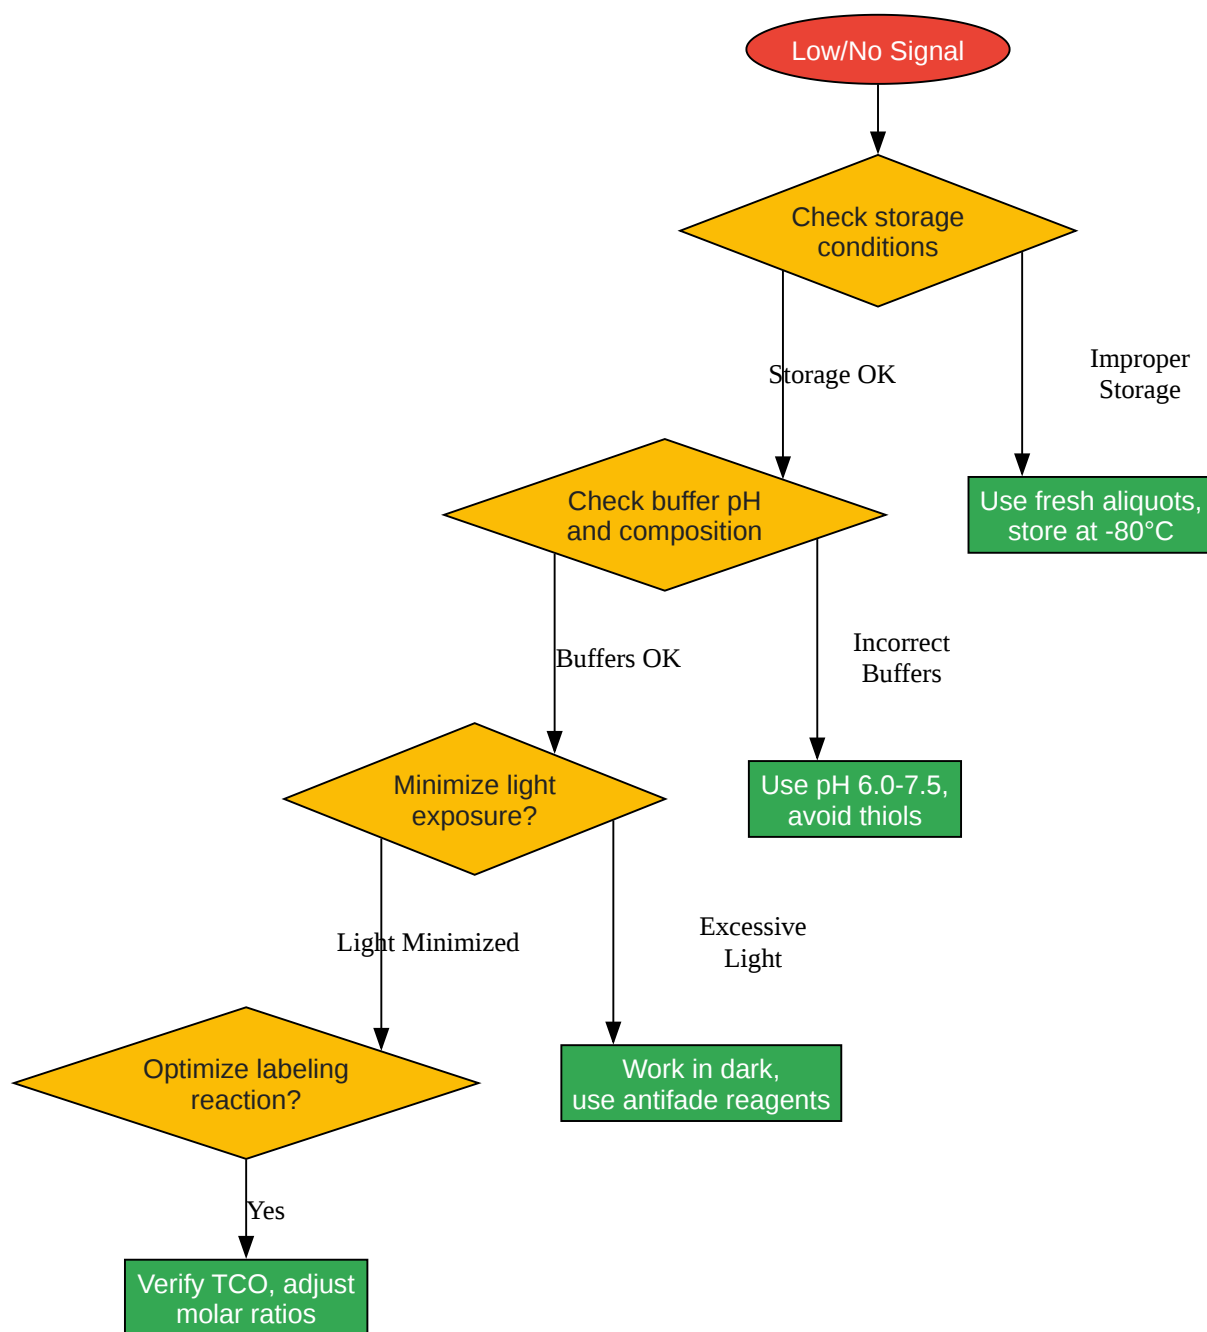 Low/No Signal
Check storage
conditions
Storage OK
Improper
Storage
Check buffer pH
and composition
Use fresh aliquots,
store at -80°C
Buffers OK
Incorrect
Buffers
Minimize light
exposure?
Use pH 6.0-7.5,
avoid thiols
Light Minimized
Excessive
Light
Optimize labeling
reaction?
Work in dark,
use antifade reagents
Yes
Verify TCO, adjust
molar ratios